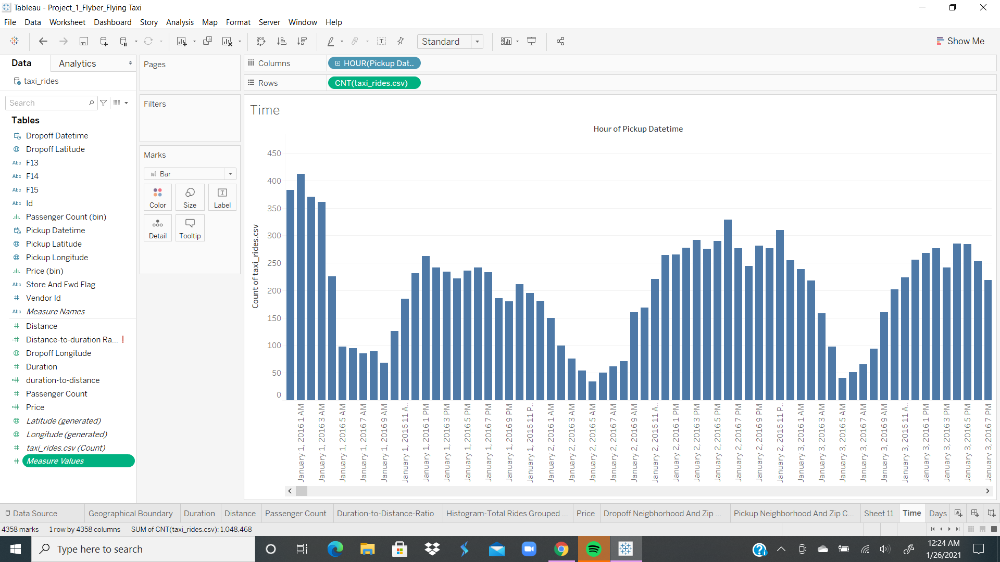 Tableau - Project_1_Flyber_Flying Taxi
File Data Worksheet Dashboard Story Analysis Map Format Server Window Help
Standard
Show Me
Data
Analytics
taxi_rides
Search
Tables
Dropoff Datetime
Dropoff Latitude
Abc F13
Abc F14
Abc F15
Abc Id
Passenger Count (bin)
Pickup Datetime
Pickup Latitude
Pickup Longitude
Price (bin)
Abc Store And Fwd Flag
# Vendor Id
Abc Measure Names
# Distance
=# Distance-to-duration Ra... !
Dropoff Longitude
# Duration
=# duration-to-distance
# Passenger Count
=# Price
Latitude (generated)
Longitude (generated)
# taxi_rides.csv (Count)
# Measure Values
Pages
Filters
Marks
Bar
Color
Size
Label
Detail
Tooltip
Columns
HOUR(Pickup Dat..
Rows
CNT(taxi_rides.csv)
Time
Hour of Pickup Datetime
Count of taxi_rides.csv
450
400
350
300
250
200
150
100
50
0
January 1, 2016 1 AM
January 1, 2016 3 AM
January 1, 2016 5 AM
January 1, 2016 7 AM
January 1, 2016 9 AM
January 1, 2016 11 A..
January 1, 2016 1 PM
January 1, 2016 3 PM
January 1, 2016 5 PM
January 1, 2016 7 PM
January 1, 2016 9 PM
January 1, 2016 11 P..
January 2, 2016 1 AM
January 2, 2016 3 AM
January 2, 2016 5 AM
January 2, 2016 7 AM
January 2, 2016 9 AM
January 2, 2016 11 A..
January 2, 2016 1 PM
January 2, 2016 3 PM
January 2, 2016 5 PM
January 2, 2016 7 PM
January 2, 2016 9 PM
January 2, 2016 11 P..
January 3, 2016 1 AM
January 3, 2016 3 AM
January 3, 2016 5 AM
January 3, 2016 7 AM
January 3, 2016 9 AM
January 3, 2016 11 A..
January 3, 2016 1 PM
January 3, 2016 3 PM
January 3, 2016 5 PM
January 3, 2016 7 PM
Data Source
Geographical Boundary
Duration
Distance
Passenger Count
Duration-to-Distance-Ratio
Histogram-Total Rides Grouped ...
Price
Dropoff Neigbhorhood And Zip ...
Pickup Neighborhood And Zip C...
Sheet 11
Time
Days
4358 marks
1 row by 4358 columns
SUM of CNT(taxi_rides.csv): 1,048,468
Type here to search
12:24 AM
1/26/2021